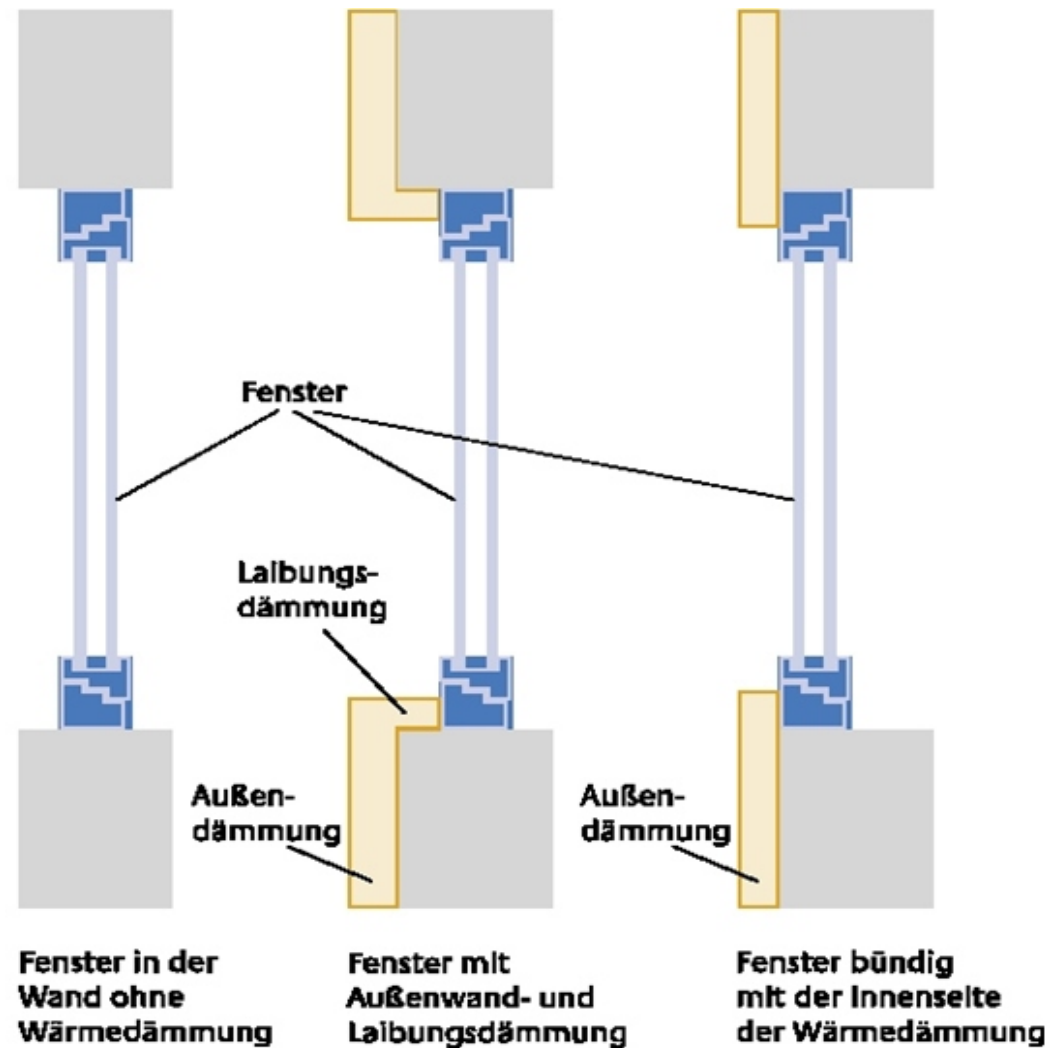 Fenster
Laibungs-
dämmung
Außen-
dämmung
Außen-
dämmung
Fenster in der
Wand ohne
Wärmedämmung
Fenster mit
Außenwand- und
Laibungsdämmung
Fenster bündig
mit der Innenseite
der Wärmedämmung